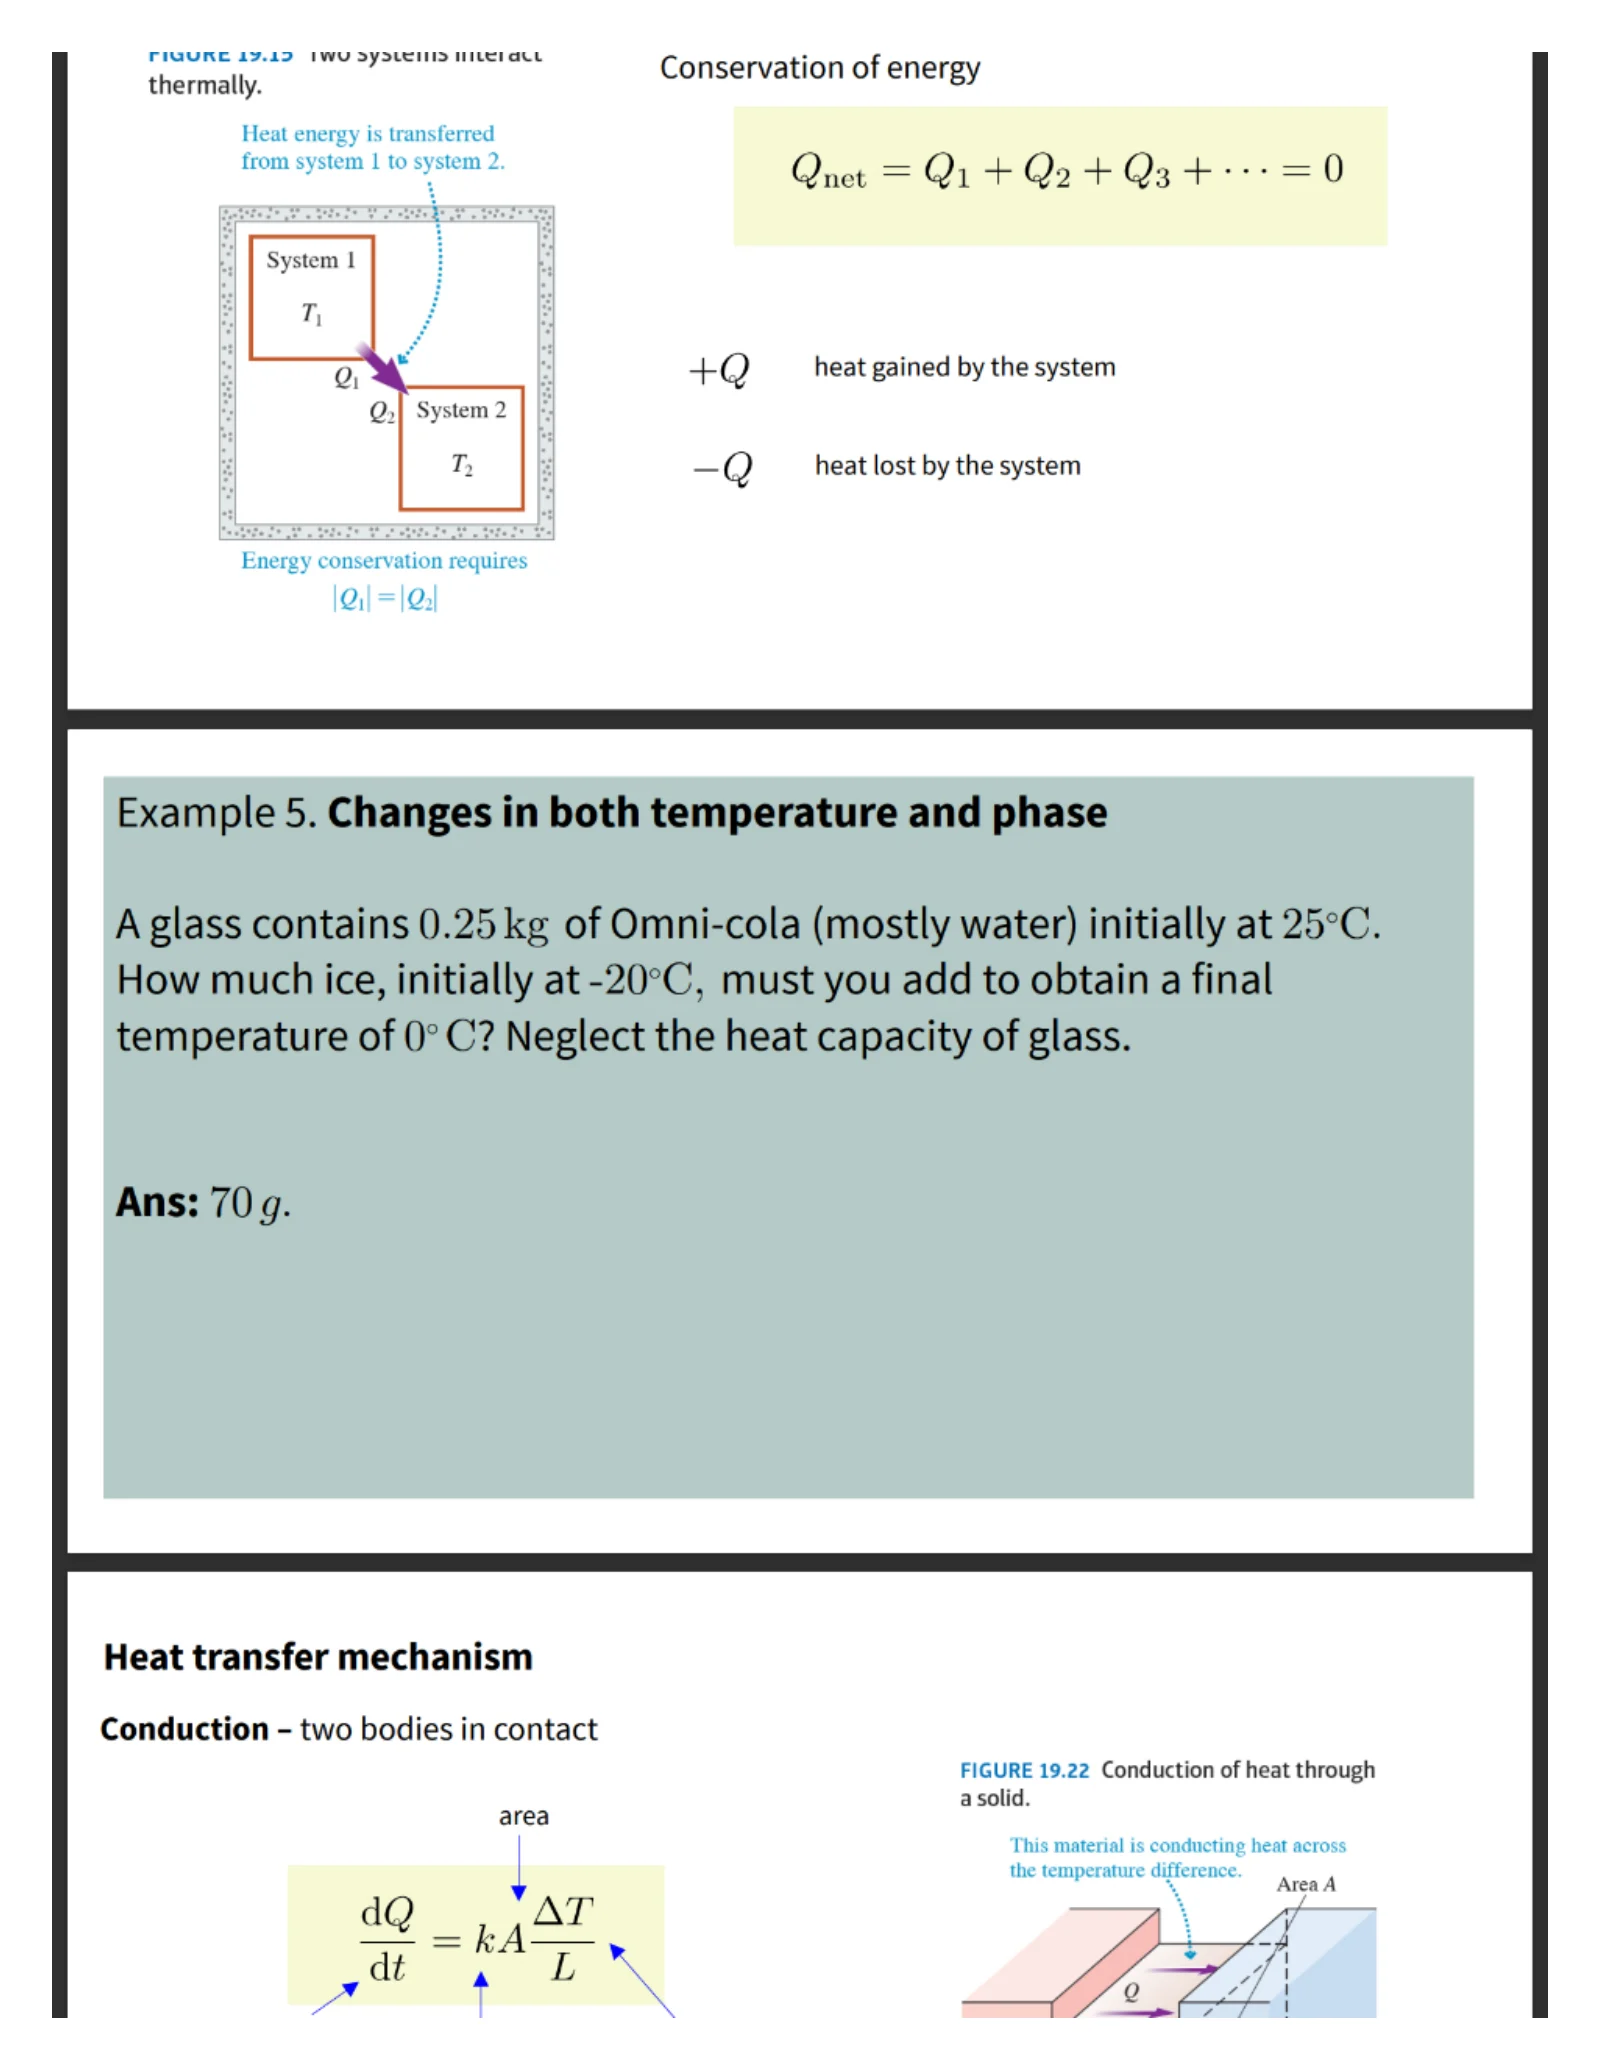 FIGURE 19.15 Two systems interact
thermally.
Heat energy is transferred
from system 1 to system 2.
System 1
T₁
Q₁
Q₂
System 2
T₂
Energy conservation requires
|Q₁| = |Q₂|
Conservation of energy
Qnet = Q₁ + Q₂ + Q₃ + ··· = 0
+Q heat gained by the system
−Q heat lost by the system
Example 5. Changes in both temperature and phase
A glass contains 0.25 kg of Omni-cola (mostly water) initially at 25°C.
How much ice, initially at -20°C, must you add to obtain a final
temperature of 0° C? Neglect the heat capacity of glass.
Ans: 70 g.
Heat transfer mechanism
Conduction – two bodies in contact
area
dQ/dt = kA ΔT/L
FIGURE 19.22 Conduction of heat through
a solid.
This material is conducting heat across
the temperature difference.
Area A
Q